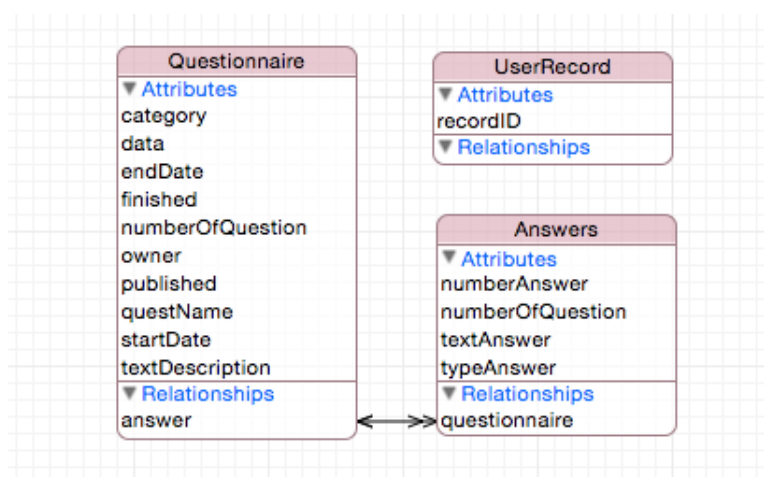 Questionnaire
Attributes
category
data
endDate
finished
numberOfQuestion
owner
published
questName
startDate
textDescription
Relationships
answer
UserRecord
Attributes
recordID
Relationships
Answers
Attributes
numberAnswer
numberOfQuestion
textAnswer
typeAnswer
Relationships
questionnaire